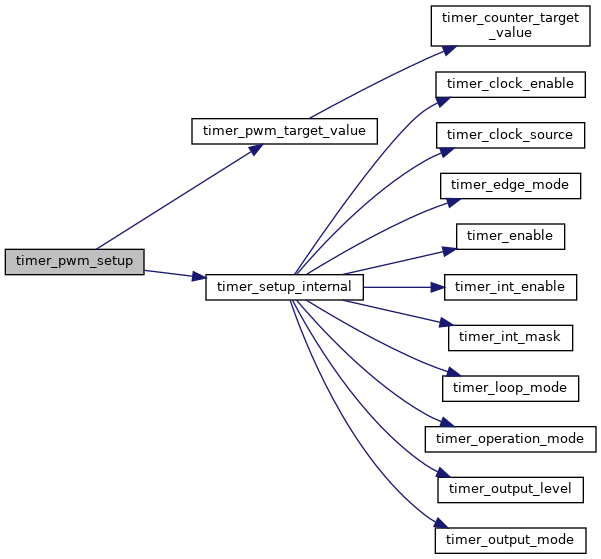 timer_counter_target
_value
timer_clock_enable
timer_pwm_target_value
timer_clock_source
timer_edge_mode
timer_enable
timer_pwm_setup
timer_setup_internal
timer_int_enable
timer_int_mask
timer_loop_mode
timer_operation_mode
timer_output_level
timer_output_mode